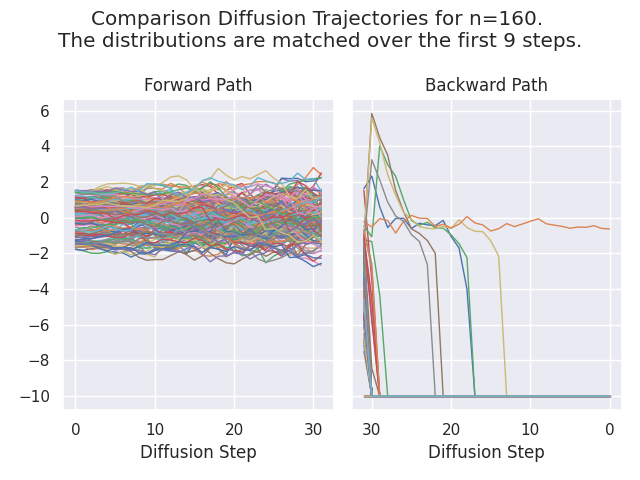 Comparison Diffusion Trajectories for n=160.
The distributions are matched over the first 9 steps.
Forward Path
Backward Path
6
4
2
0
−2
−4
−6
−8
−10
0 10 20 30
30 20 10 0
Diffusion Step
Diffusion Step